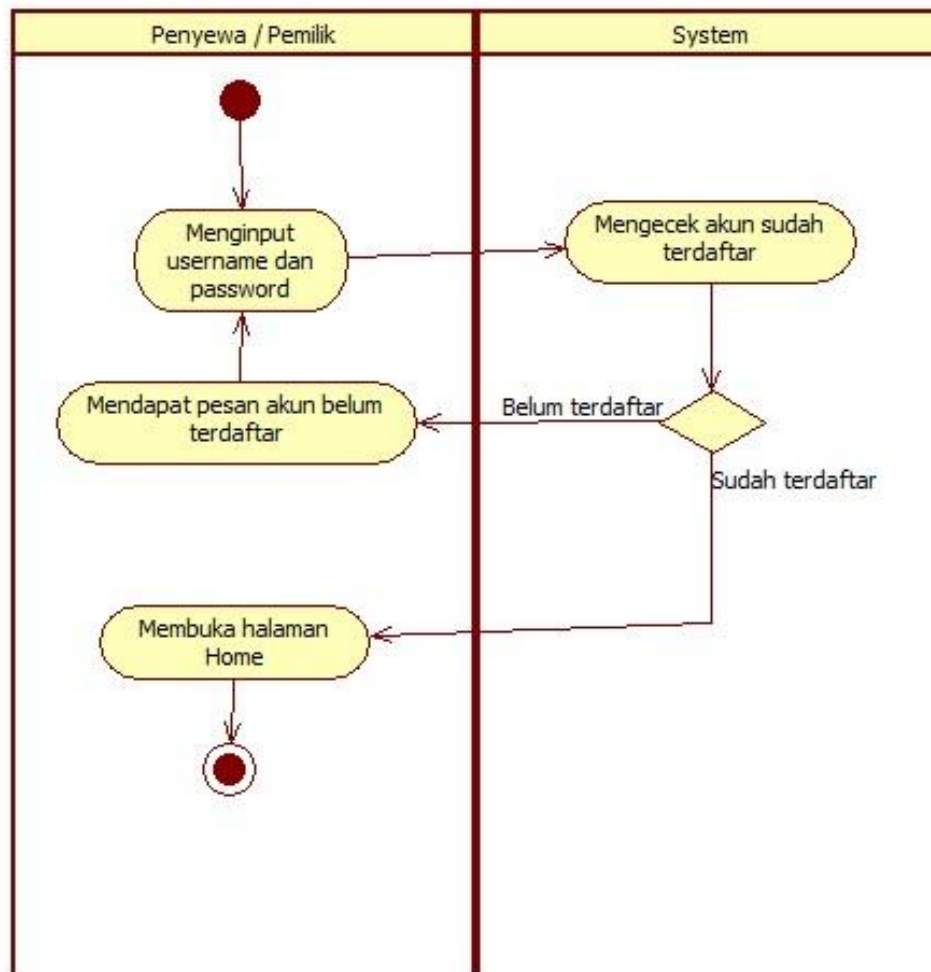 Penyewa / Pemilik
System
Menginput
username dan
password
Mengecek akun sudah
terdaftar
Mendapat pesan akun belum
terdaftar
Belum terdaftar
Sudah terdaftar
Membuka halaman
Home